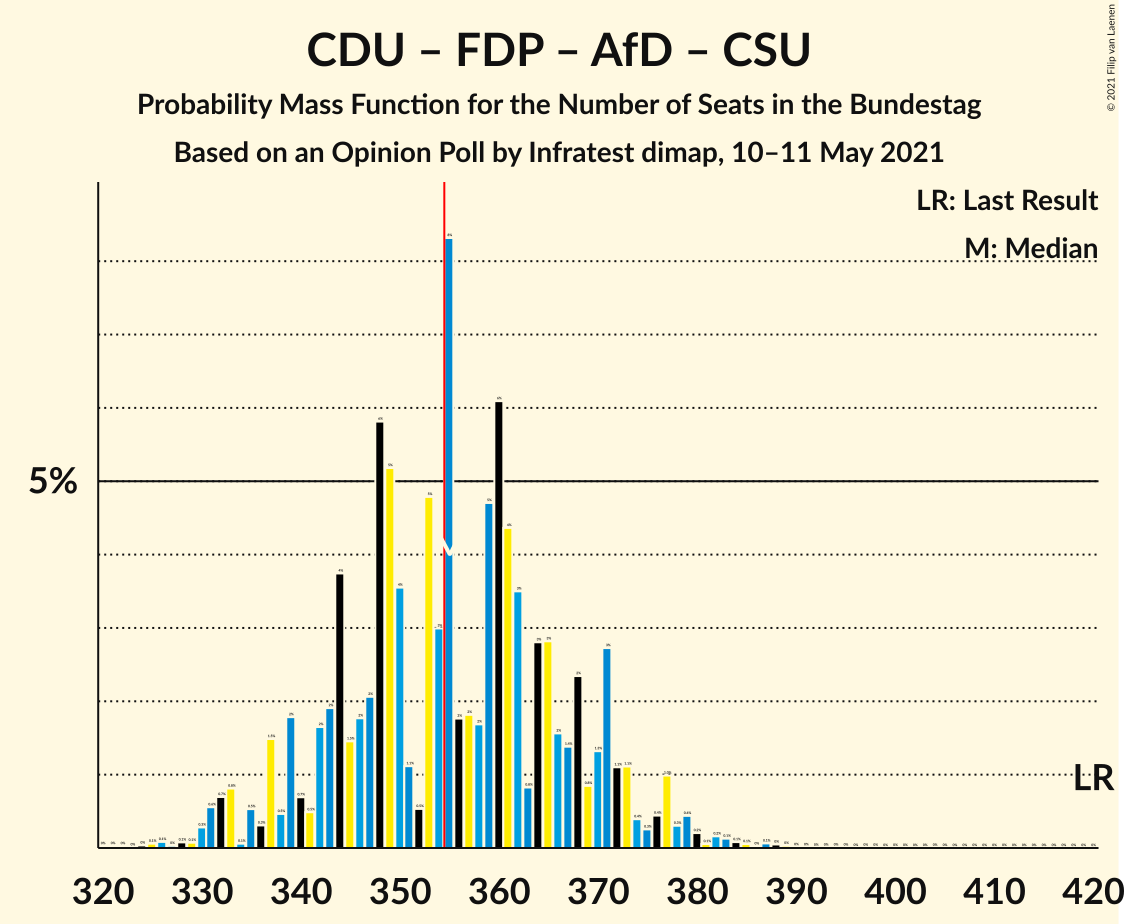 CDU – FDP – AfD – CSU
Probability Mass Function for the Number of Seats in the Bundestag
Based on an Opinion Poll by Infratest dimap, 10–11 May 2021
© 2021 Filip van Laenen
LR: Last Result
M: Median
5%
LR
320 330 340 350 360 370 380 390 400 410 420